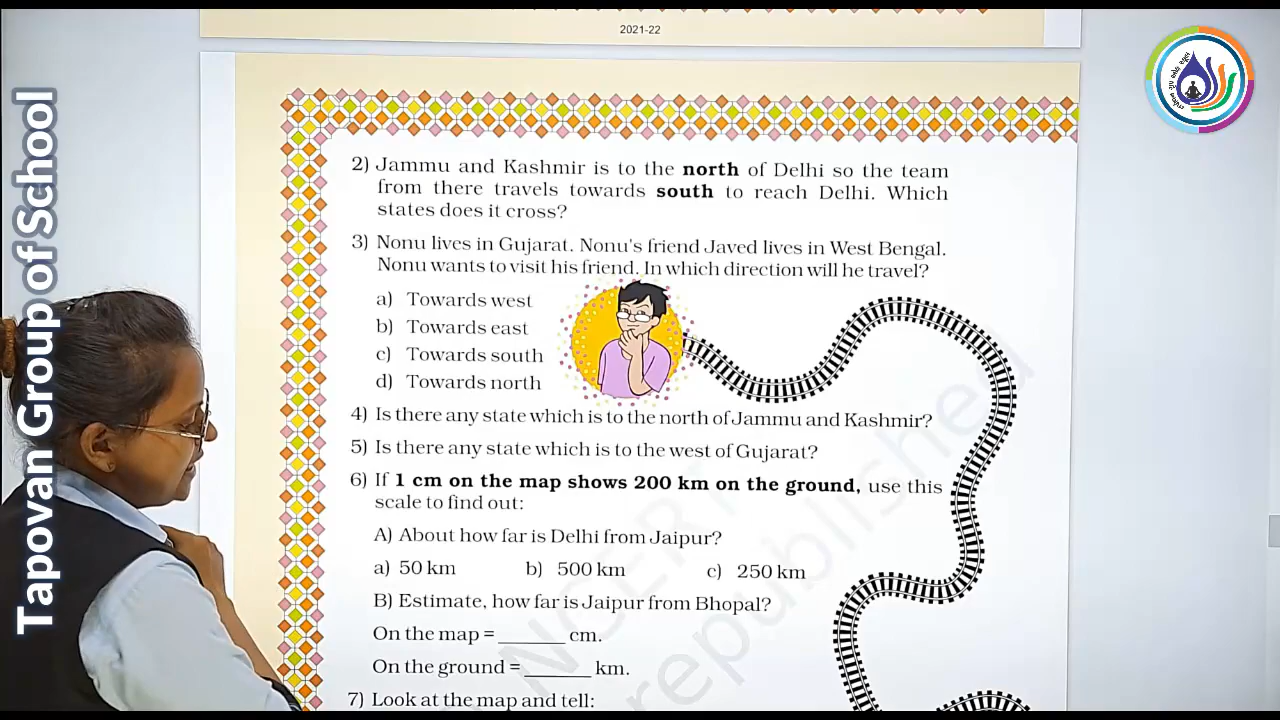 2021-22
Tapovan Group of School
2) Jammu and Kashmir is to the north of Delhi so the team
from there travels towards south to reach Delhi. Which
states does it cross?
3) Nonu lives in Gujarat. Nonu's friend Javed lives in West Bengal.
Nonu wants to visit his friend. In which direction will he travel?
a) Towards west
b) Towards east
c) Towards south
d) Towards north
4) Is there any state which is to the north of Jammu and Kashmir?
5) Is there any state which is to the west of Gujarat?
6) If 1 cm on the map shows 200 km on the ground, use this
scale to find out:
A) About how far is Delhi from Jaipur?
a) 50 km b) 500 km c) 250 km
B) Estimate, how far is Jaipur from Bhopal?
On the map = ______ cm.
On the ground = ______ km.
7) Look at the map and tell:
republished